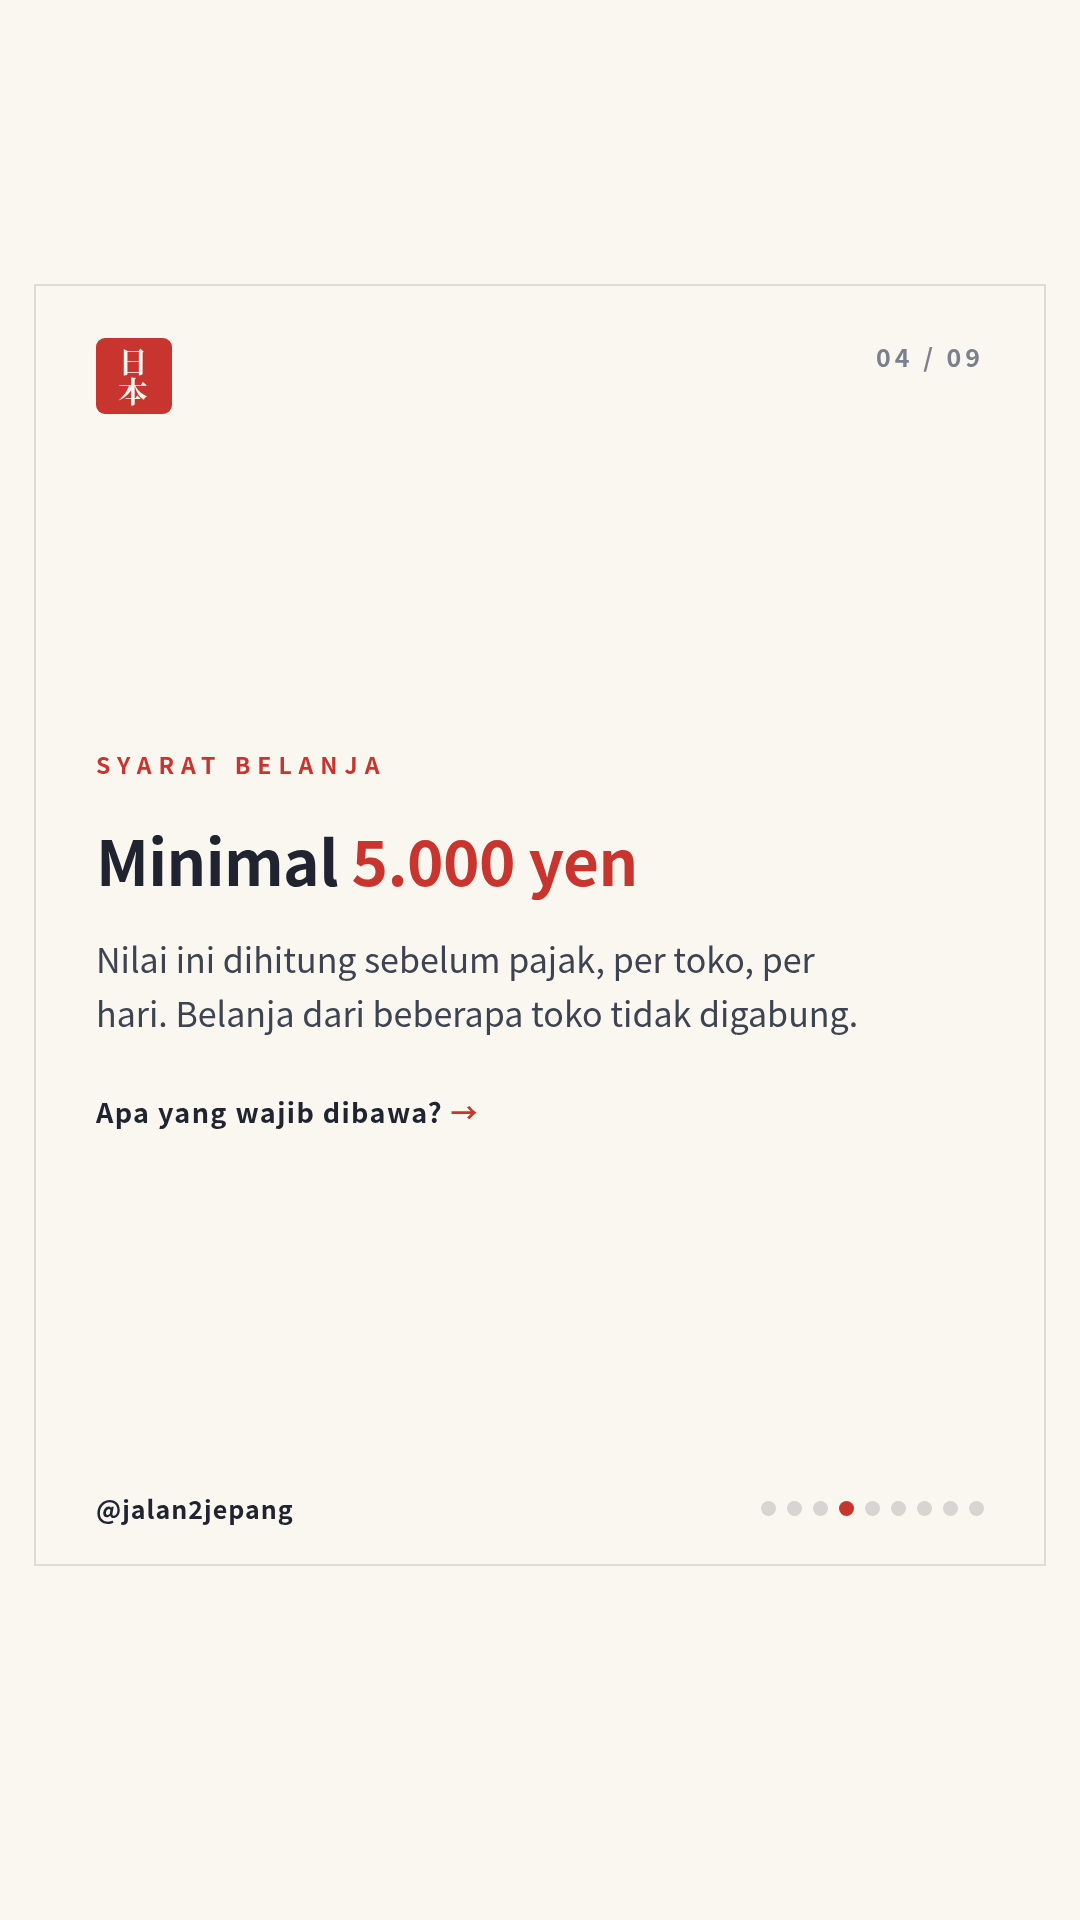 日本
04 / 09
SYARAT BELANJA
Minimal 5.000 yen
Nilai ini dihitung sebelum pajak, per toko, per
hari. Belanja dari beberapa toko tidak digabung.
Apa yang wajib dibawa? →
@jalan2jepang